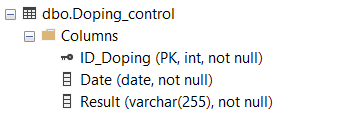 dbo.Doping_control
Columns
ID_Doping (PK, int, not null)
Date (date, not null)
Result (varchar(255), not null)